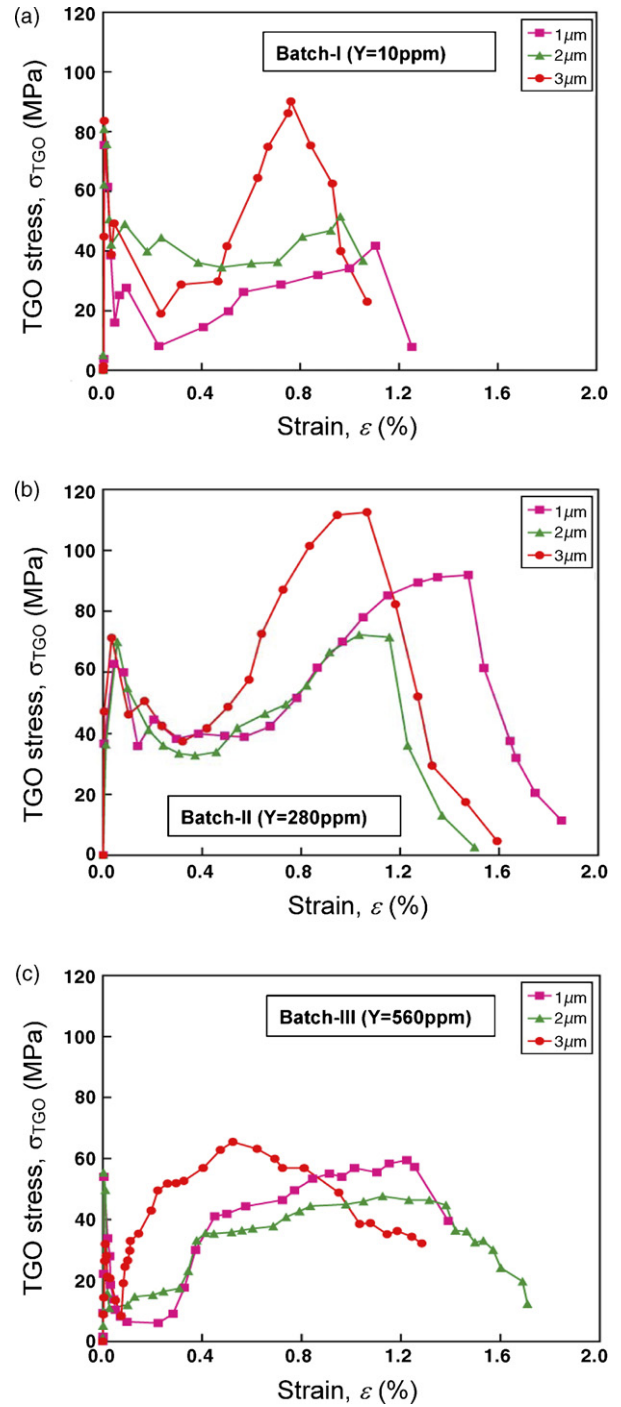 (a)
120
100
80
60
40
20
0
TGO stress, σTGO (MPa)
Batch-I (Y=10ppm)
1μm
2μm
3μm
0.0 0.4 0.8 1.2 1.6 2.0
Strain, ε (%)
(b)
120
100
80
60
40
20
0
TGO stress, σTGO (MPa)
1μm
2μm
3μm
Batch-II (Y=280ppm)
0.0 0.4 0.8 1.2 1.6 2.0
Strain, ε (%)
(c)
120
100
80
60
40
20
0
TGO stress, σTGO (MPa)
Batch-III (Y=560ppm)
1μm
2μm
3μm
0.0 0.4 0.8 1.2 1.6 2.0
Strain, ε (%)